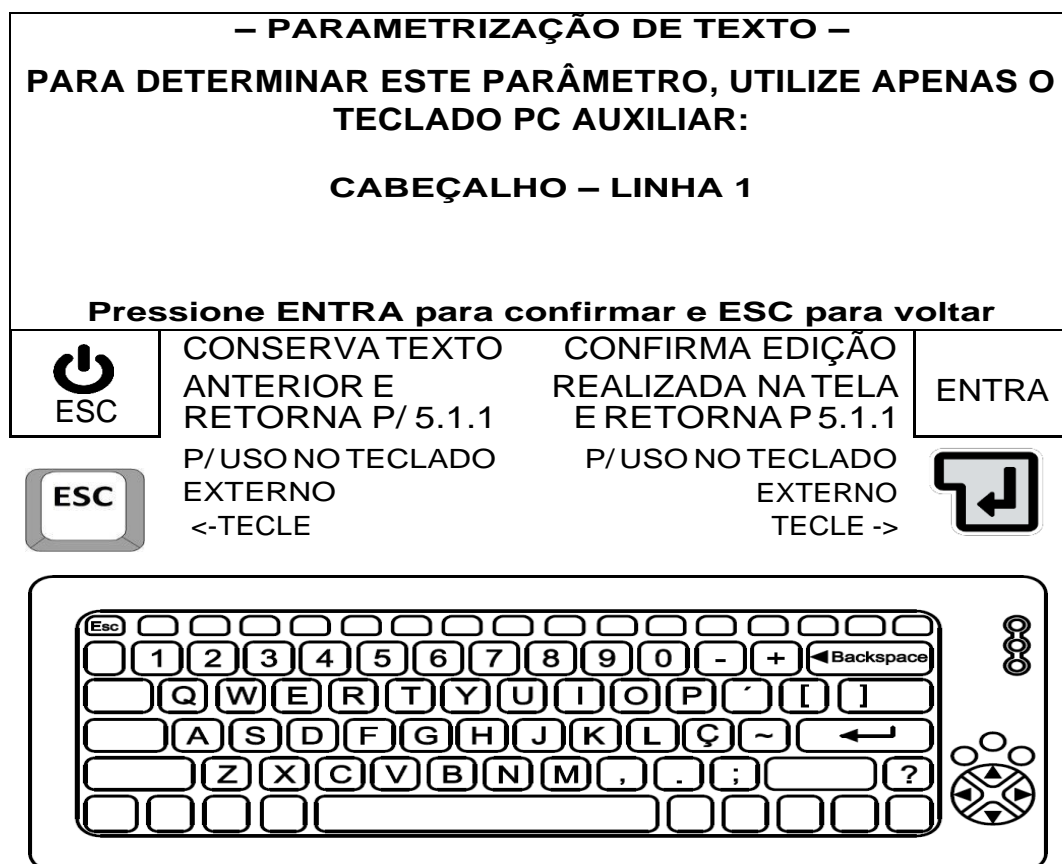 – PARAMETRIZAÇÃO DE TEXTO –
PARA DETERMINAR ESTE PARÂMETRO, UTILIZE APENAS O
TECLADO PC AUXILIAR:
CABEÇALHO – LINHA 1
Pressione ENTRA para confirmar e ESC para voltar
ESC
CONSERVA TEXTO
ANTERIOR E
RETORNA P/ 5.1.1
CONFIRMA EDIÇÃO
REALIZADA NA TELA
E RETORNA P 5.1.1
ENTRA
ESC
P/ USO NO TECLADO
EXTERNO
<-TECLE
P/ USO NO TECLADO
EXTERNO
TECLE ->
Esc
1 2 3 4 5 6 7 8 9 0 - + Backspace
Q W E R T Y U I O P ´ [ ]
A S D F G H J K L Ç ~
Z X C V B N M , . ; ?